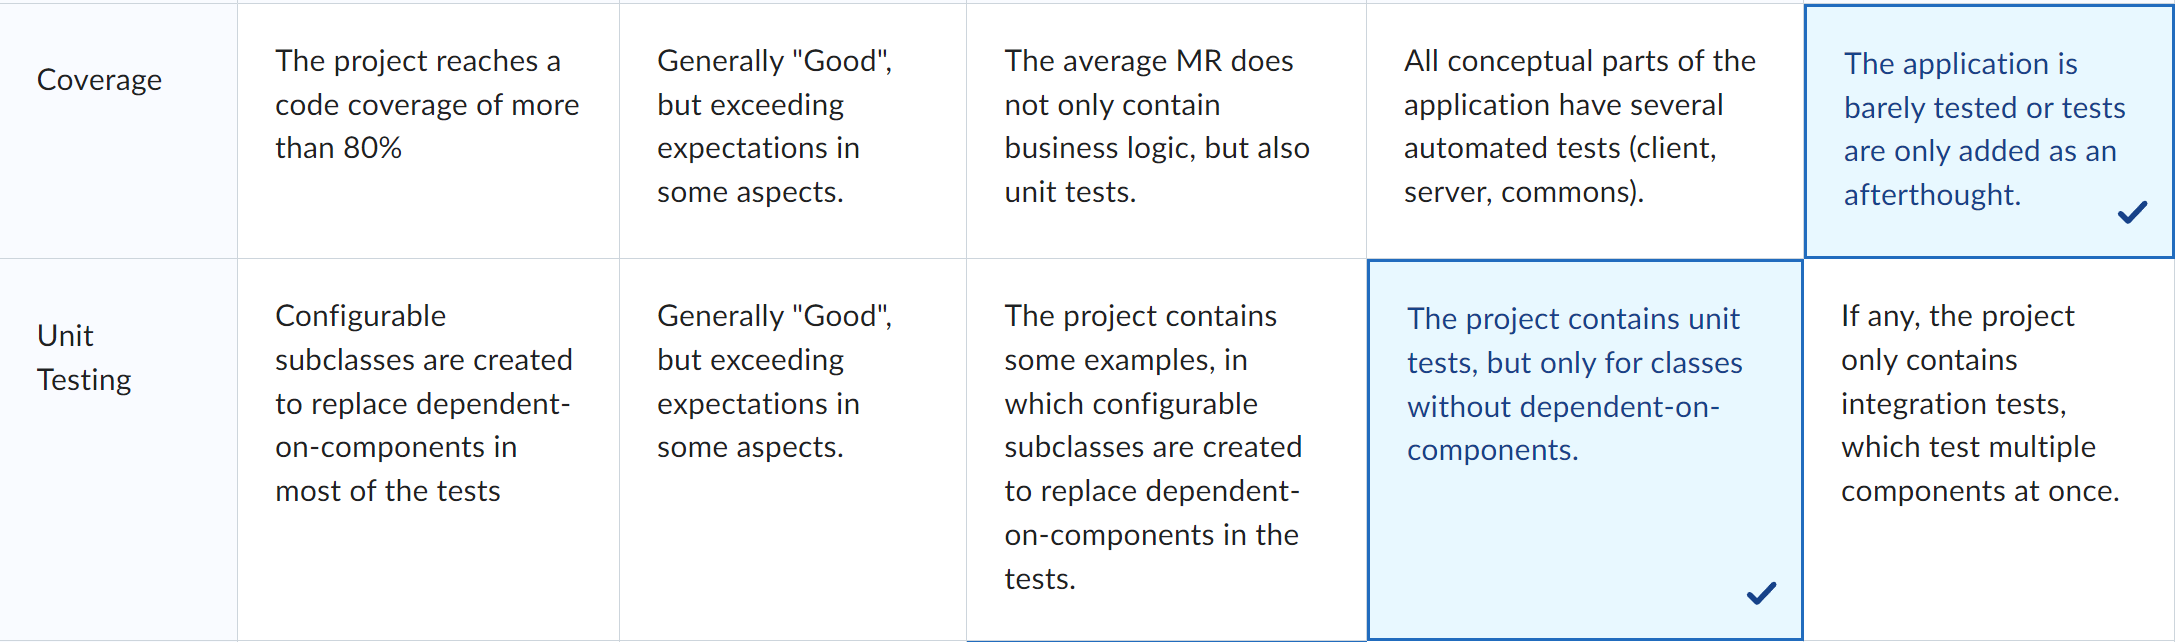 Coverage
The project reaches a
code coverage of more
than 80%
Generally "Good",
but exceeding
expectations in
some aspects.
The average MR does
not only contain
business logic, but also
unit tests.
All conceptual parts of the
application have several
automated tests (client,
server, commons).
The application is
barely tested or tests
are only added as an
afterthought.
Unit
Testing
Configurable
subclasses are created
to replace dependent-
on-components in
most of the tests
Generally "Good",
but exceeding
expectations in
some aspects.
The project contains
some examples, in
which configurable
subclasses are created
to replace dependent-
on-components in the
tests.
The project contains unit
tests, but only for classes
without dependent-on-
components.
If any, the project
only contains
integration tests,
which test multiple
components at once.